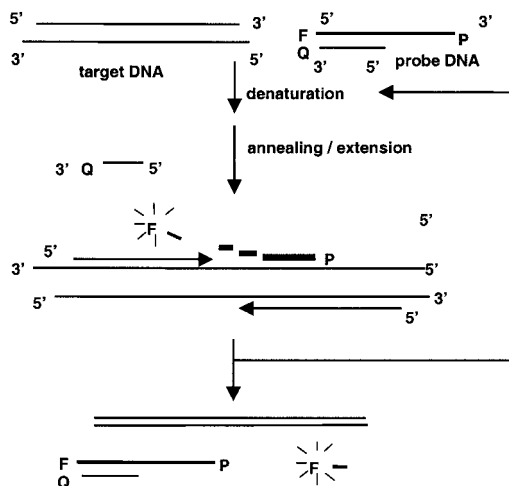 5’ 3’ 5’ 3’
F P
3’ 5’ Q
target DNA 3’ 5’ probe DNA
denaturation
annealing / extension
3’ Q 5’
F 5’
5’ P
3’ 5’
5’ 3’
5’
F P F
Q